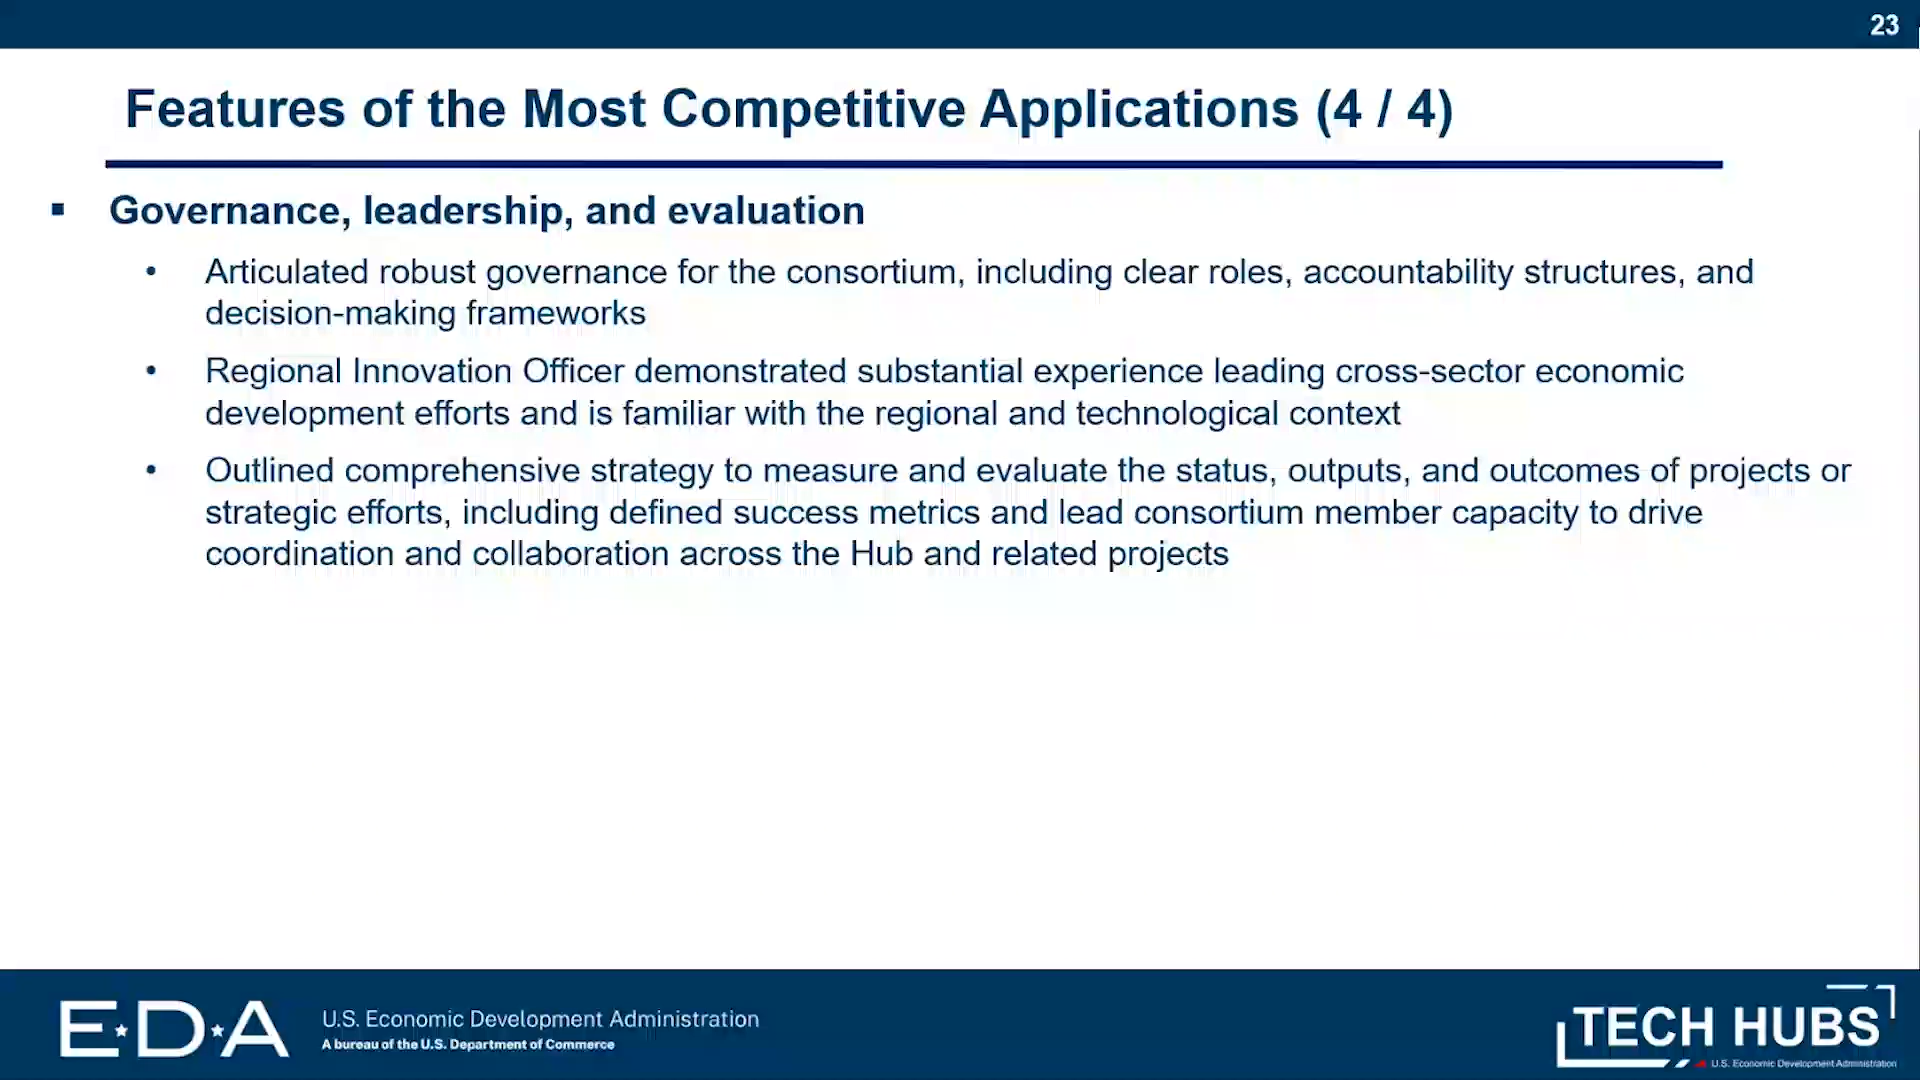 23
Features of the Most Competitive Applications (4 / 4)
▪ Governance, leadership, and evaluation
• Articulated robust governance for the consortium, including clear roles, accountability structures, and
decision-making frameworks
• Regional Innovation Officer demonstrated substantial experience leading cross-sector economic
development efforts and is familiar with the regional and technological context
• Outlined comprehensive strategy to measure and evaluate the status, outputs, and outcomes of projects or
strategic efforts, including defined success metrics and lead consortium member capacity to drive
coordination and collaboration across the Hub and related projects
E★D★A
U.S. Economic Development Administration
A bureau of the U.S. Department of Commerce
TECH HUBS
U.S. Economic Development Administration